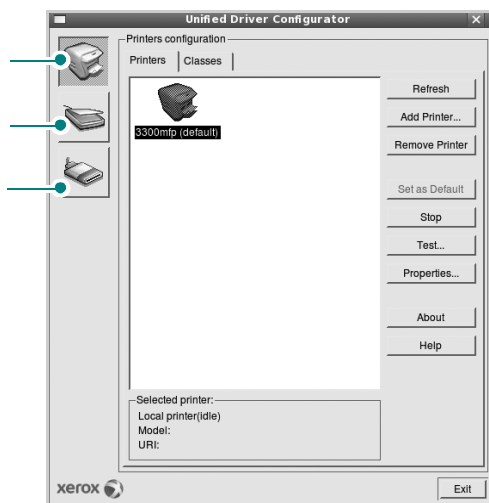 Unified Driver Configurator
Printers configuration
Printers
Classes
3300mfp (default)
Refresh
Add Printer...
Remove Printer
Set as Default
Stop
Test...
Properties...
About
Help
Selected printer:
Local printer(idle)
Model:
URI:
xerox
Exit